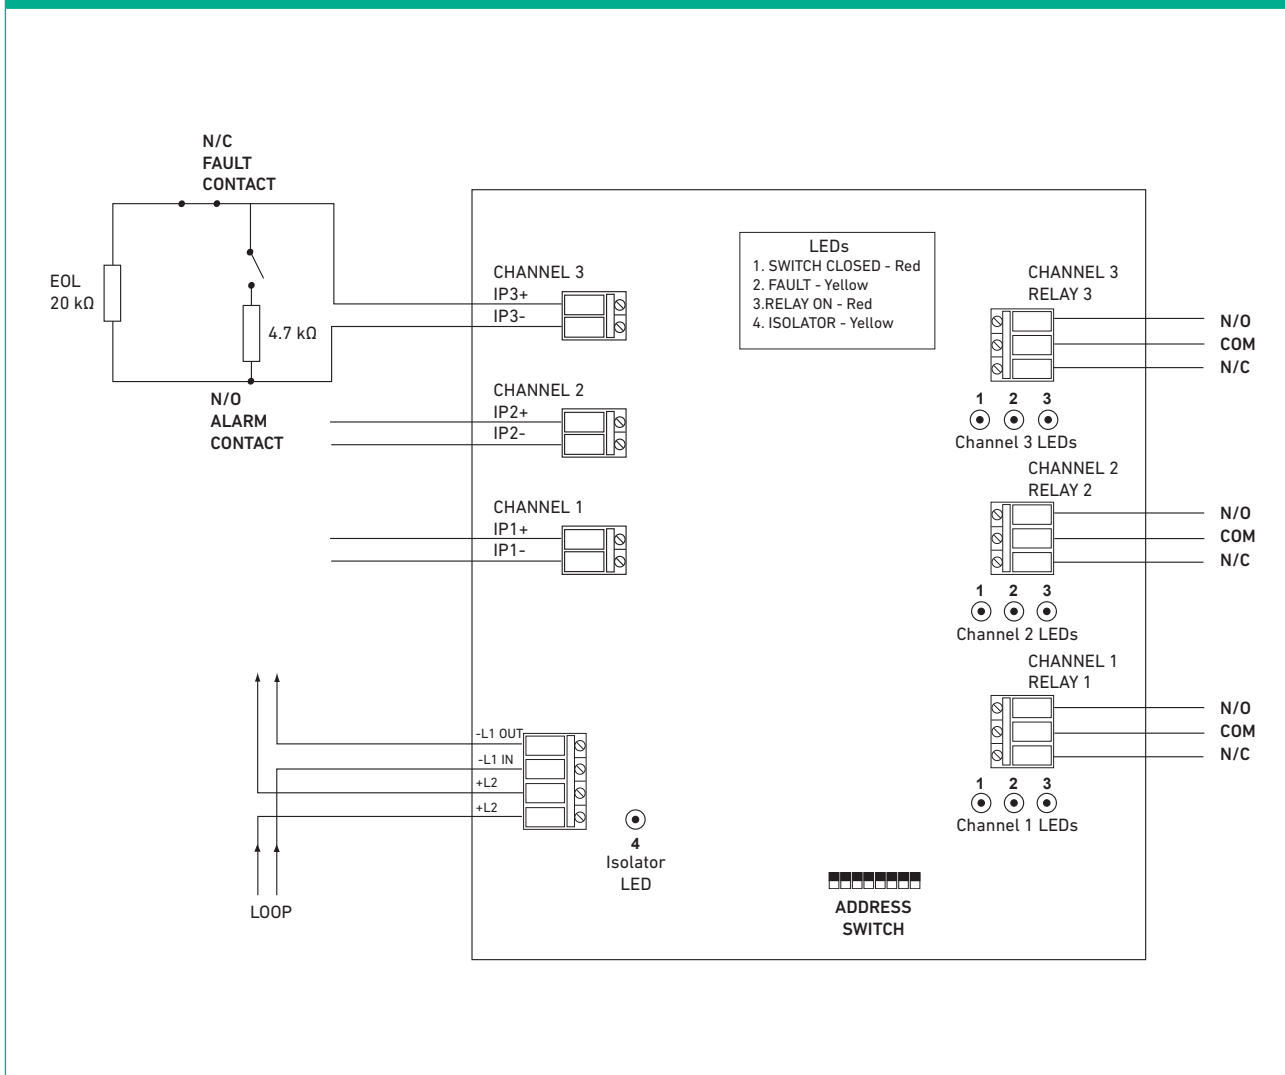 N/C
FAULT
CONTACT
EOL
20 kΩ
4.7 kΩ
N/O
ALARM
CONTACT
CHANNEL 3
IP3+
IP3-
CHANNEL 2
IP2+
IP2-
CHANNEL 1
IP1+
IP1-
-L1 OUT
-L1 IN
+L2
+L2
LOOP
4
Isolator
LED
LEDs
1. SWITCH CLOSED - Red
2. FAULT - Yellow
3.RELAY ON - Red
4. ISOLATOR - Yellow
ADDRESS
SWITCH
CHANNEL 3
RELAY 3
N/O
COM
N/C
1 2 3
Channel 3 LEDs
CHANNEL 2
RELAY 2
N/O
COM
N/C
1 2 3
Channel 2 LEDs
CHANNEL 1
RELAY 1
N/O
COM
N/C
1 2 3
Channel 1 LEDs